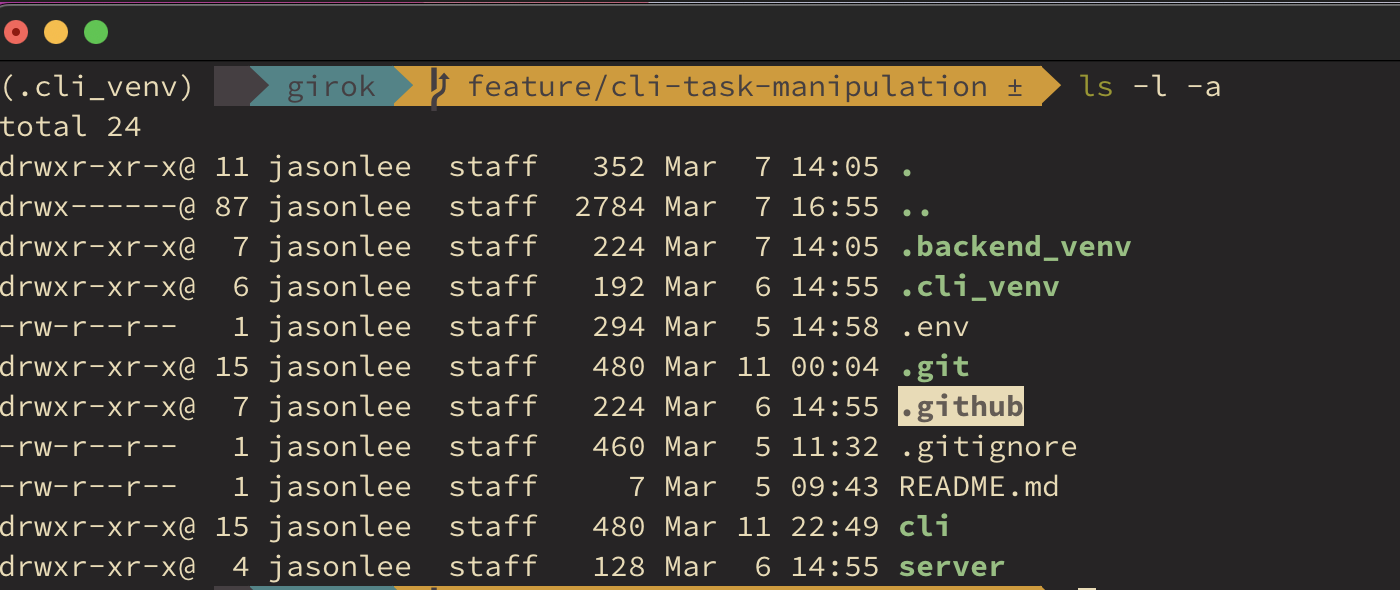 (.cli_venv) girok feature/cli-task-manipulation ± ls -l -a
total 24
drwxr-xr-x@ 11 jasonlee staff 352 Mar 7 14:05 .
drwx------@ 87 jasonlee staff 2784 Mar 7 16:55 ..
drwxr-xr-x@ 7 jasonlee staff 224 Mar 7 14:05 .backend_venv
drwxr-xr-x@ 6 jasonlee staff 192 Mar 6 14:55 .cli_venv
-rw-r--r-- 1 jasonlee staff 294 Mar 5 14:58 .env
drwxr-xr-x@ 15 jasonlee staff 480 Mar 11 00:04 .git
drwxr-xr-x@ 7 jasonlee staff 224 Mar 6 14:55 .github
-rw-r--r-- 1 jasonlee staff 460 Mar 5 11:32 .gitignore
-rw-r--r-- 1 jasonlee staff 7 Mar 5 09:43 README.md
drwxr-xr-x@ 15 jasonlee staff 480 Mar 11 22:49 cli
drwxr-xr-x@ 4 jasonlee staff 128 Mar 6 14:55 server